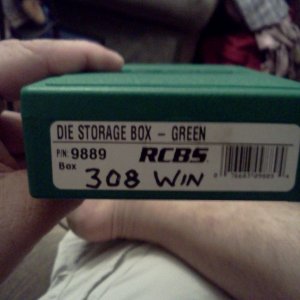 DIE STORAGE BOX – GREEN
P/N: 9889 RCBS
Box
308 WIN